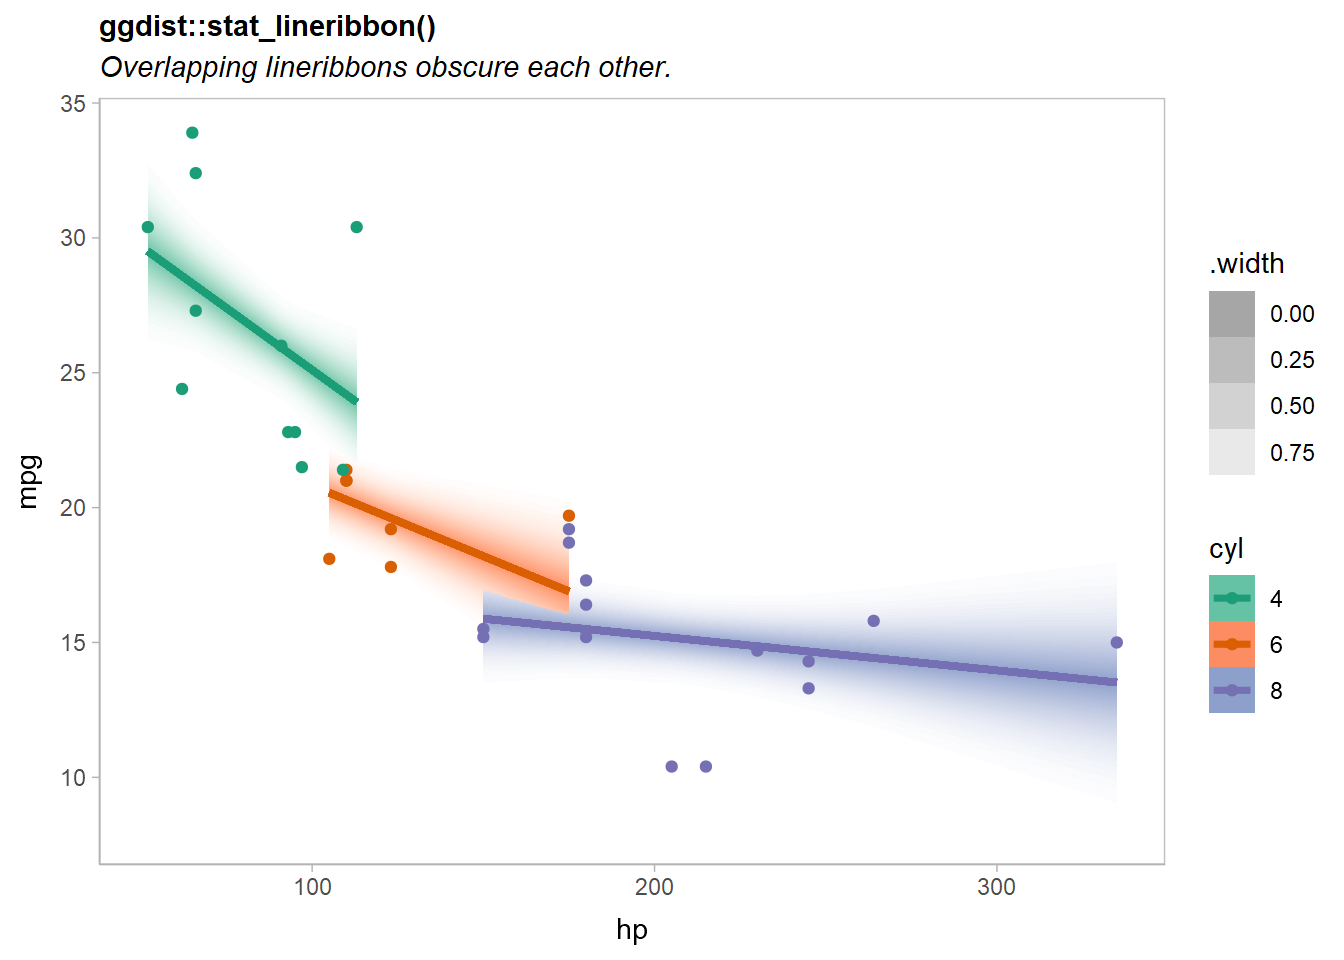 ggdist::stat_lineribbon()
Overlapping lineribbons obscure each other.
35
30
25
20
15
10
mpg
100
200
300
hp
.width
0.00
0.25
0.50
0.75
cyl
4
6
8